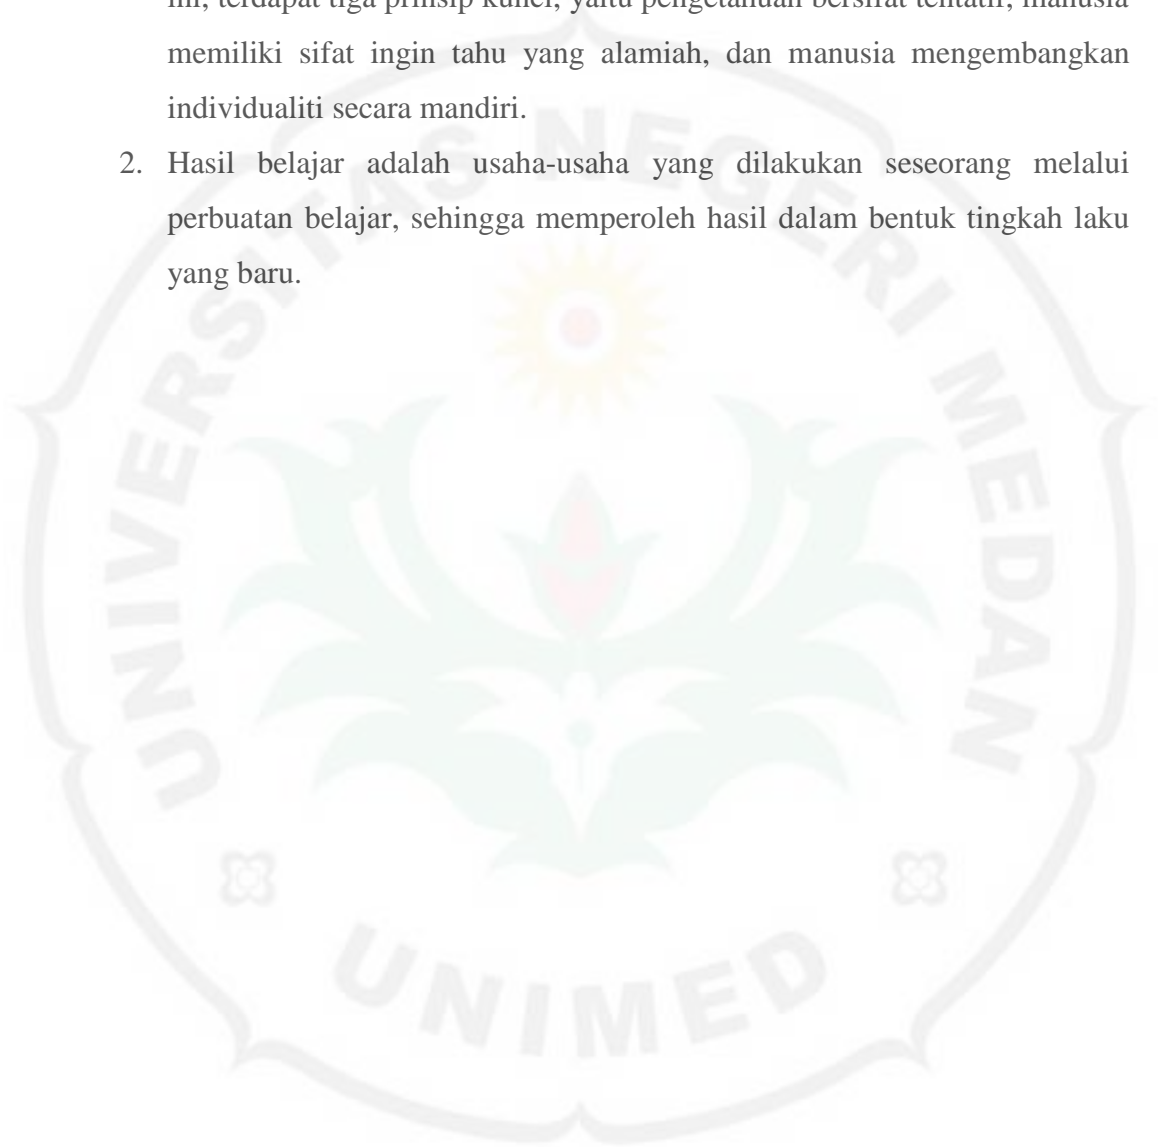 ini, terdapat tiga prinsip kunci, yaitu pengetahuan bersifat tentatif, manusia
memiliki sifat ingin tahu yang alamiah, dan manusia mengembangkan
individualiti secara mandiri.
2. Hasil belajar adalah usaha-usaha yang dilakukan seseorang melalui
perbuatan belajar, sehingga memperoleh hasil dalam bentuk tingkah laku
yang baru.
UNIVERSITAS NEGERI MEDAN
UNIMED